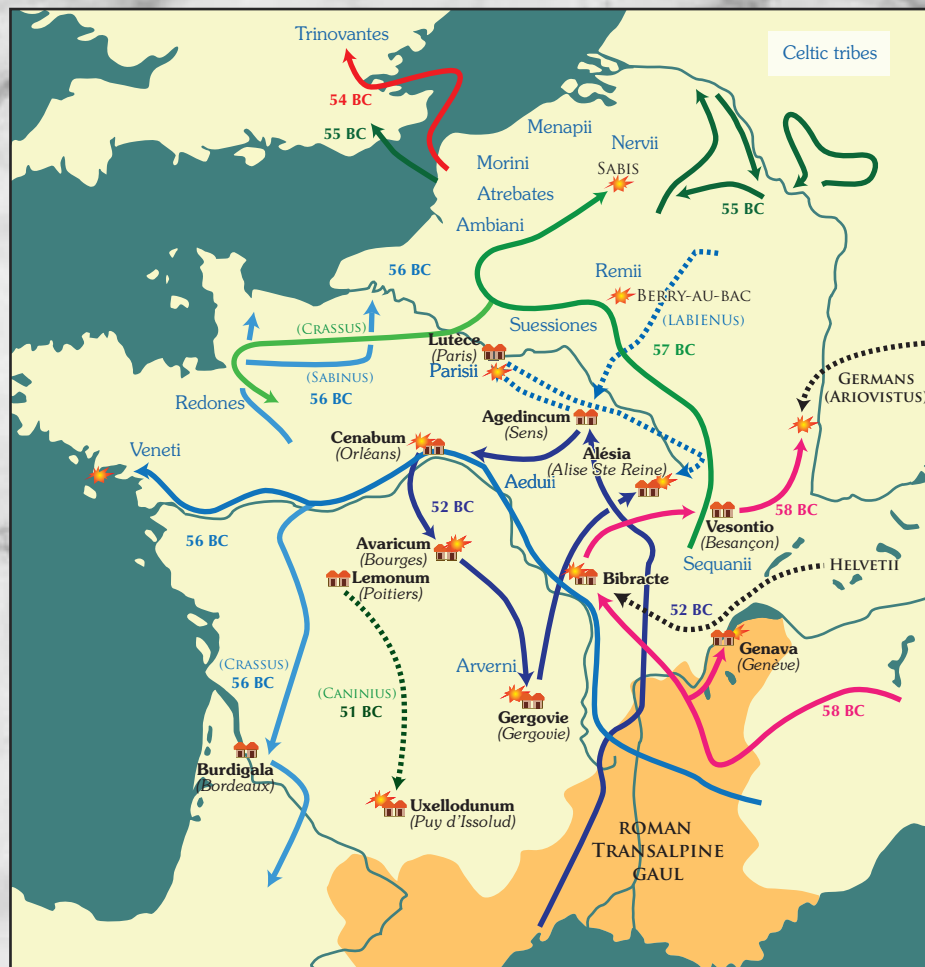 Trinovantes
Celtic tribes
54 BC
55 BC
Menapii
Nervii
Morini
SABIS
Atrebates
55 BC
Ambiani
56 BC
Remii
BERRY-AU-BAC
(CRASSUS)
Suessiones
(LABIENUS)
Lutèce
(Paris)
57 BC
Parisii
(SABINUS)
56 BC
GERMANS
(ARIOVISTUS)
Redones
Agedincum
(Sens)
Cenabum
(Orléans)
Veneti
Alésia
(Alise Ste Reine)
Aeduii
52 BC
58 BC
Vesontio
(Besançon)
56 BC
Avaricum
(Bourges)
Sequanii
HELVETII
Lemonum
(Poitiers)
Bibracte
52 BC
Genava
(Genève)
(CRASSUS)
56 BC
Arverni
(CANINIUS)
51 BC
58 BC
Gergovie
(Gergovie)
Burdigala
(Bordeaux)
Uxellodunum
(Puy d'Issolud)
ROMAN
TRANSALPINE
GAUL